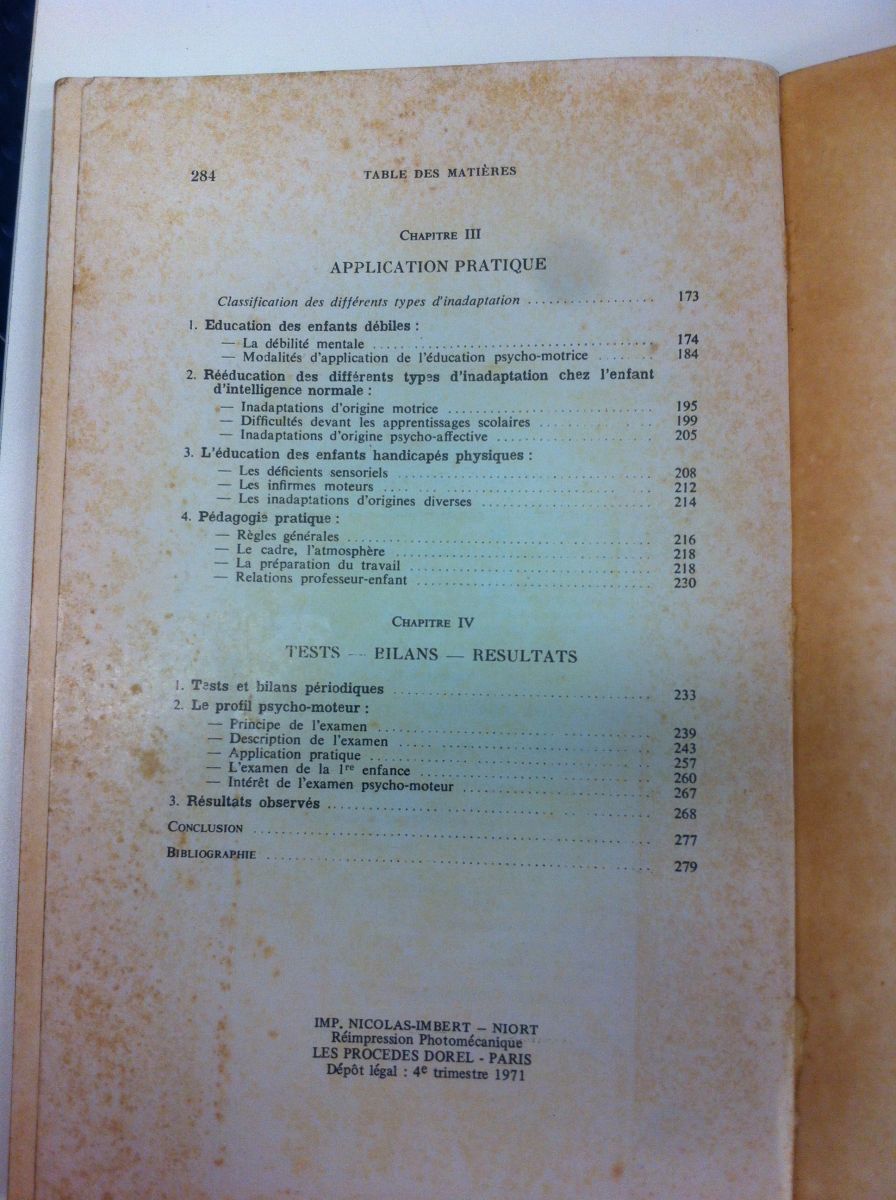 284 TABLE DES MATIÈRES
CHAPITRE III
APPLICATION PRATIQUE
Classification des différents types d'inadaptation .................. 173
1. Education des enfants débiles :
— La débilité mentale ........................................ 174
— Modalités d'application de l'éducation psycho-motrice ........ 184
2. Rééducation des différents types d'inadaptation chez l'enfant
d'intelligence normale :
— Inadaptations d'origine motrice .............................. 195
— Difficultés devant les apprentissages scolaires ................ 199
— Inadaptations d'origine psycho-affective ...................... 205
3. L'éducation des enfants handicapés physiques :
— Les déficients sensoriels .................................... 208
— Les infirmes moteurs ........................................ 212
— Les inadaptations d'origines diverses ........................ 214
4. Pédagogie pratique :
— Règles générales ............................................ 216
— Le cadre, l'atmosphère ...................................... 218
— La préparation du travail .................................... 218
— Relations professeur-enfant .................................. 230
CHAPITRE IV
TESTS — BILANS — RESULTATS
1. Tests et bilans périodiques .................................. 233
2. Le profil psycho-moteur :
— Principe de l'examen ........................................ 239
— Description de l'examen ...................................... 243
— Application pratique ........................................ 257
— L'examen de la 1re enfance .................................. 260
Intérêt de l'examen psycho-moteur ............................ 267
3. Résultats observés .......................................... 268
CONCLUSION .................................................... 277
BIBLIOGRAPHIE .................................................. 279
IMP. NICOLAS-IMBERT – NIORT
Réimpression Photomécanique
LES PROCEDES DOREL - PARIS
Dépôt légal : 4e trimestre 1971